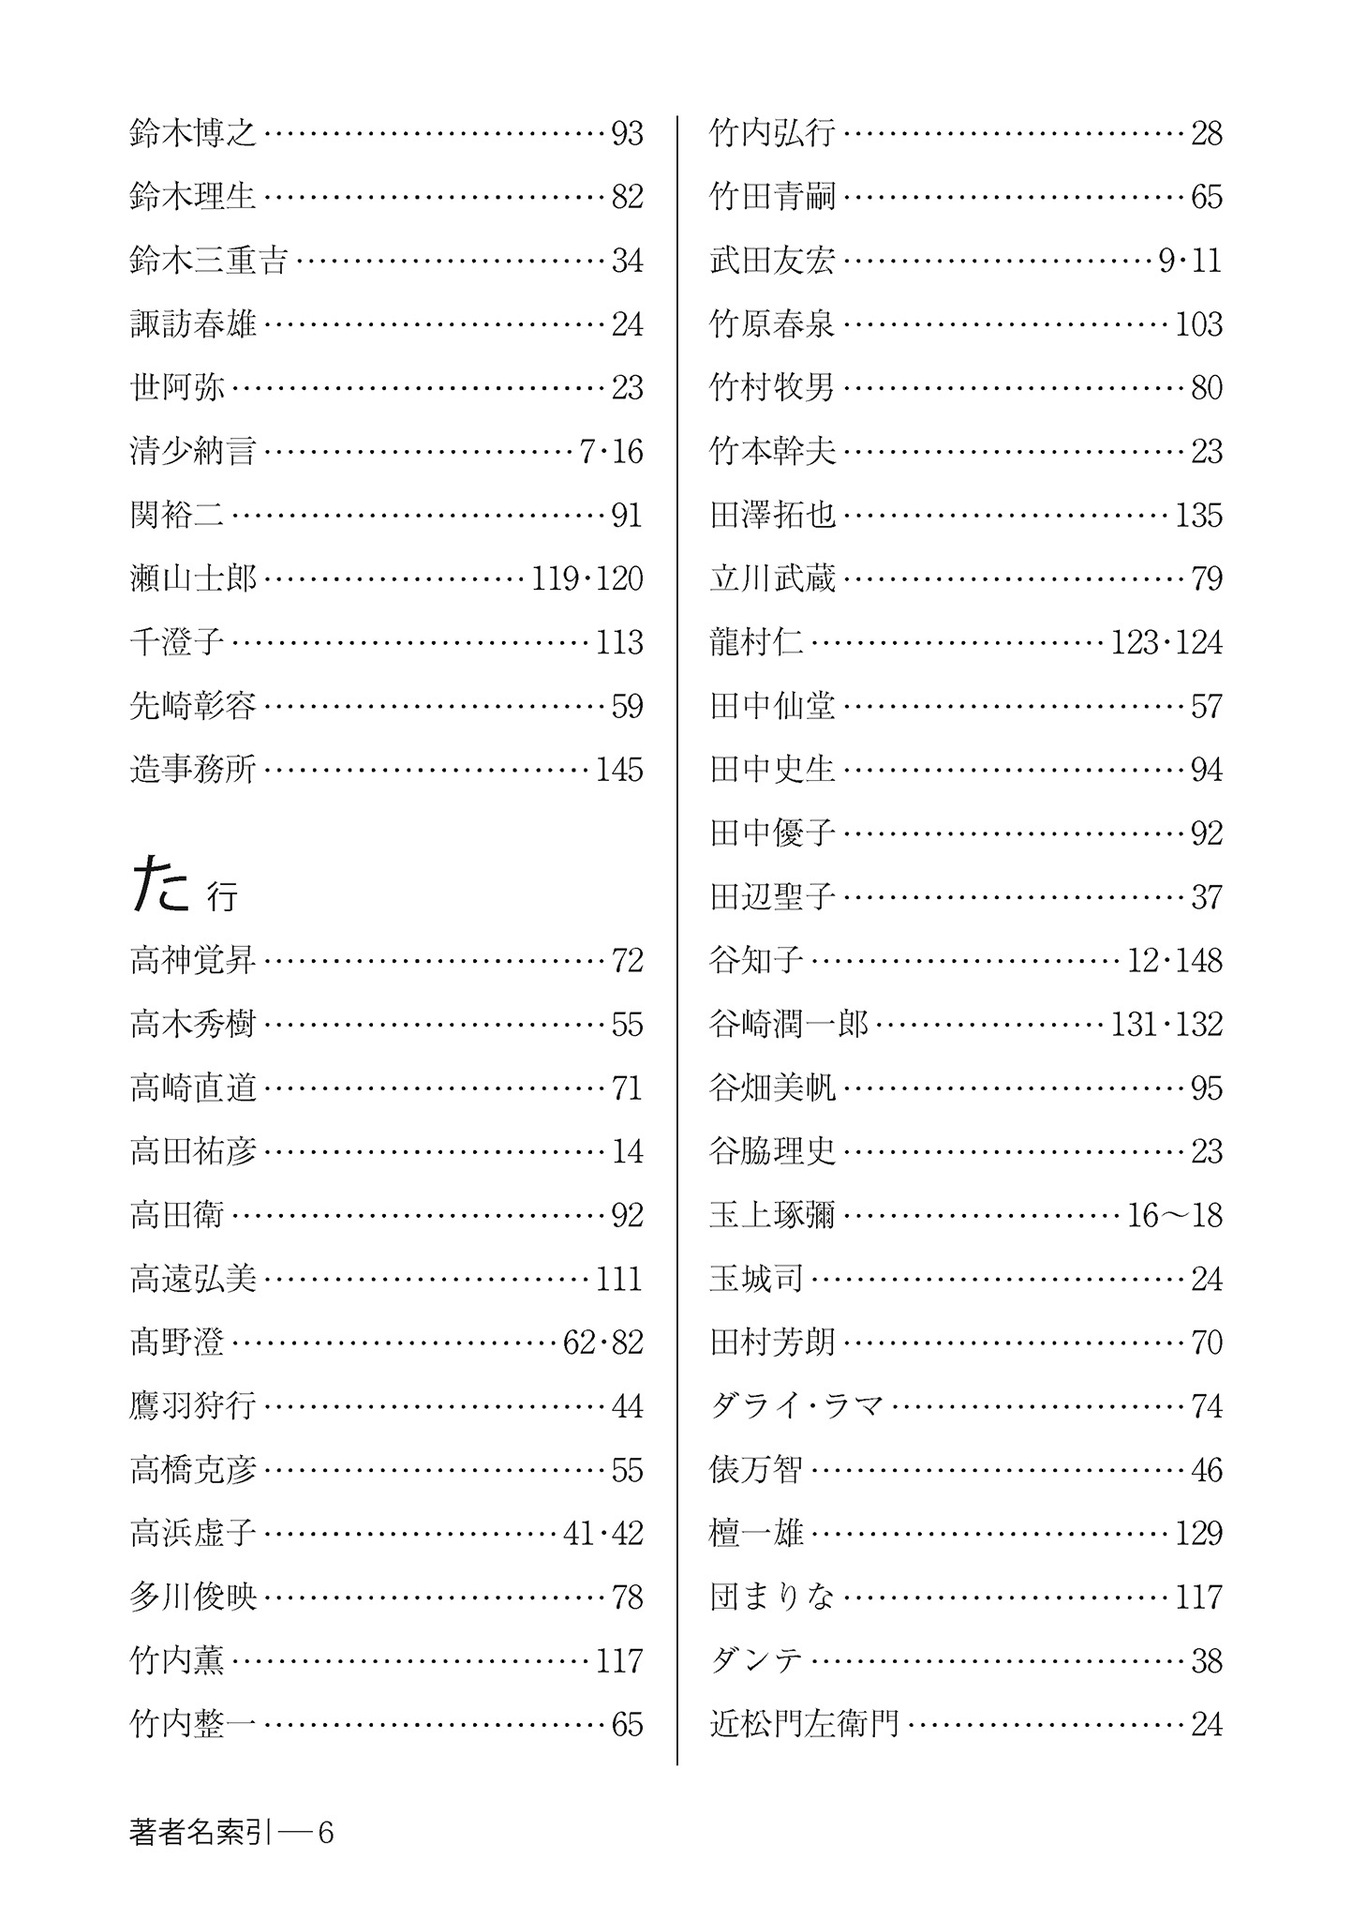 鈴木博之……………………………93
鈴木理生……………………………82
鈴木三重吉…………………………34
諏訪春雄……………………………24
世阿弥………………………………23
清少納言…………………………7・16
関裕二………………………………91
瀬山士郎……………………119・120
千澄子………………………………113
先崎彰容……………………………59
造事務所……………………………145
た 行
高神覚昇……………………………72
高木秀樹……………………………55
高崎直道……………………………71
高田祐彦……………………………14
高田衛………………………………92
高遠弘美……………………………111
髙野澄……………………………62・82
鷹羽狩行……………………………44
高橋克彦……………………………55
高浜虚子…………………………41・42
多川俊映……………………………78
竹内薫………………………………117
竹内整一……………………………65
竹内弘行……………………………28
竹田青嗣……………………………65
武田友宏…………………………9・11
竹原春泉……………………………103
竹村牧男……………………………80
竹本幹夫……………………………23
田澤拓也……………………………135
立川武蔵……………………………79
龍村仁………………………123・124
田中仙堂……………………………57
田中史生……………………………94
田中優子……………………………92
田辺聖子……………………………37
谷知子…………………………12・148
谷崎潤一郎…………………131・132
谷畑美帆……………………………95
谷脇理史……………………………23
玉上琢彌………………………16〜18
玉城司………………………………24
田村芳朗……………………………70
ダライ・ラマ………………………74
俵万智………………………………46
檀一雄………………………………129
団まりな……………………………117
ダンテ………………………………38
近松門左衛門………………………24
著者名索引―6